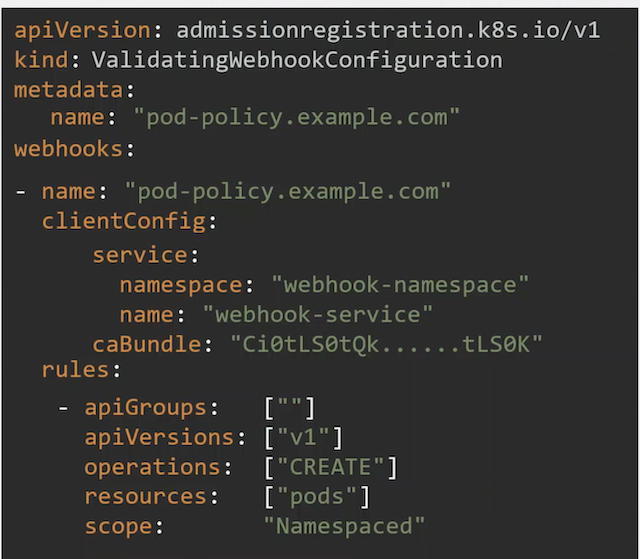 apiVersion: admissionregistration.k8s.io/v1
kind: ValidatingWebhookConfiguration
metadata:
  name: "pod-policy.example.com"
webhooks:
- name: "pod-policy.example.com"
  clientConfig:
    service:
      namespace: "webhook-namespace"
      name: "webhook-service"
    caBundle: "Ci0tLS0tQk......tLS0K"
  rules:
  - apiGroups:   [""]
    apiVersions: ["v1"]
    operations:  ["CREATE"]
    resources:   ["pods"]
    scope:       "Namespaced"